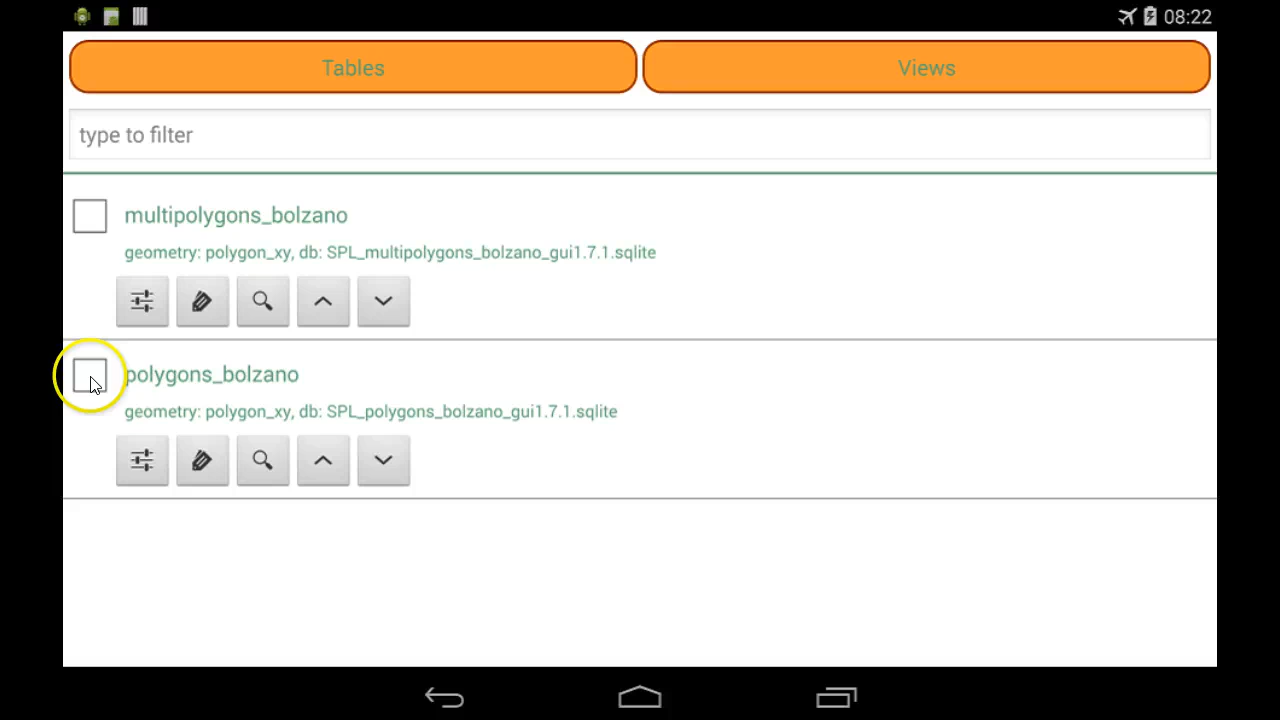 08:22
Tables
Views
type to filter
multipolygons_bolzano
geometry: polygon_xy, db: SPL_multipolygons_bolzano_gui1.7.1.sqlite
polygons_bolzano
geometry: polygon_xy, db: SPL_polygons_bolzano_gui1.7.1.sqlite